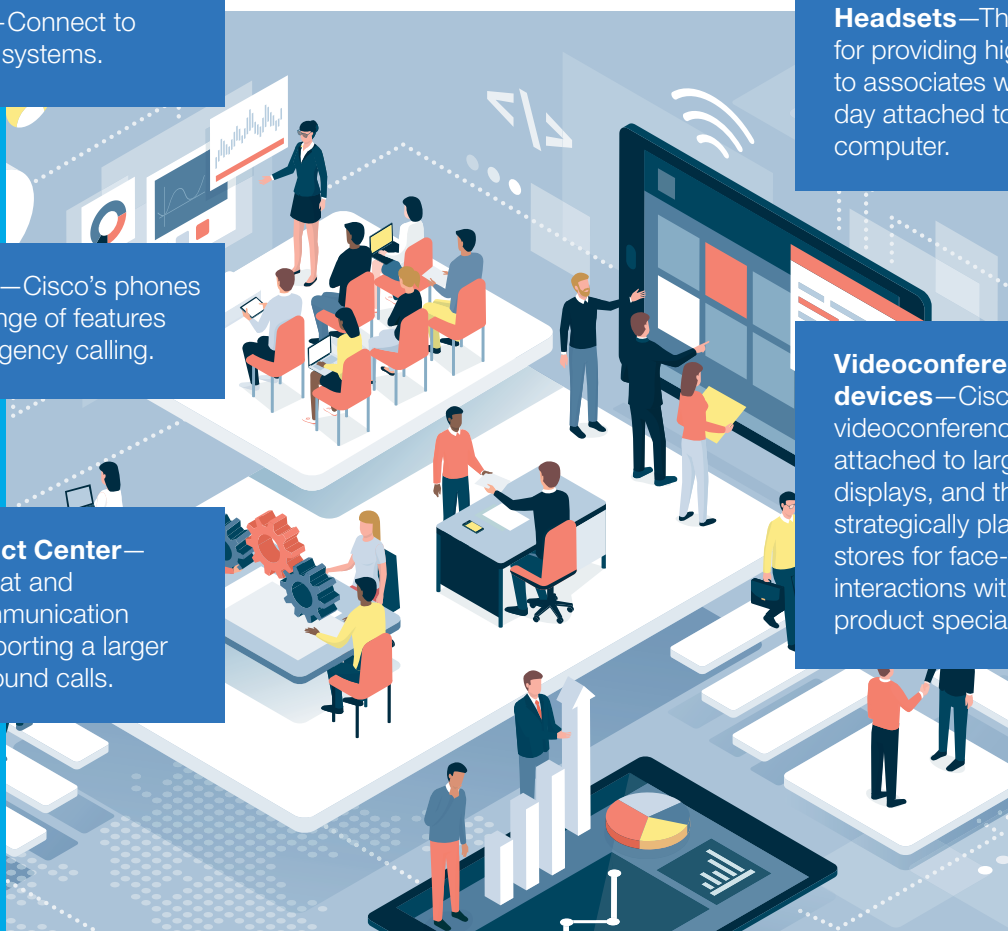 —Connect to
systems.
—Cisco’s phones
nge of features
gency calling.
ct Center—
at and
mmunication
porting a larger
ound calls.
Headsets—Th
for providing hig
to associates w
day attached to
computer.
Videoconfere
devices—Cisc
videoconferenc
attached to larg
displays, and th
strategically pla
stores for face-
interactions wit
product specia